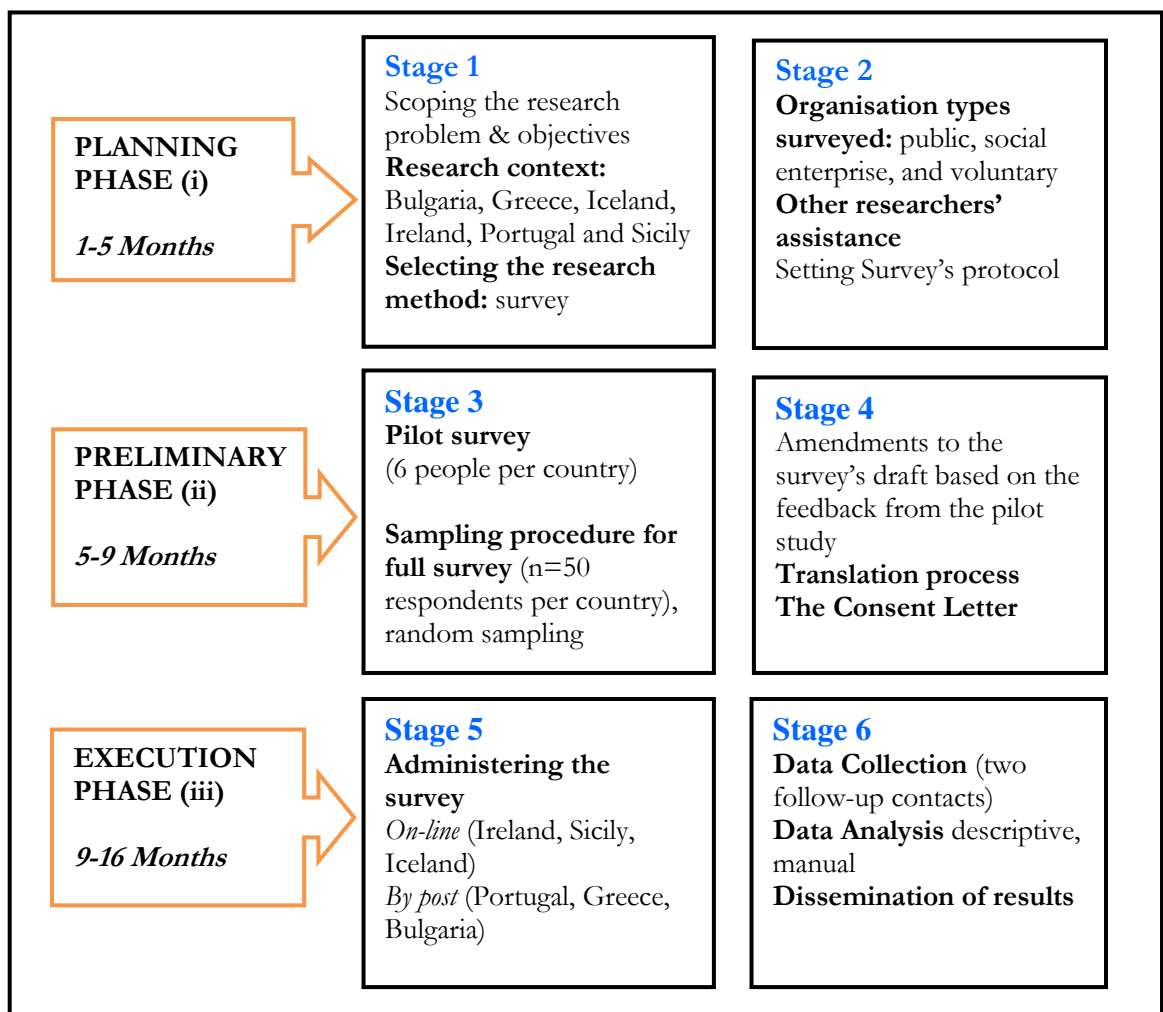 PLANNING
PHASE (i)
1-5 Months
Stage 1
Scoping the research
problem & objectives
Research context:
Bulgaria, Greece, Iceland,
Ireland, Portugal and Sicily
Selecting the research
method: survey
Stage 2
Organisation types
surveyed: public, social
enterprise, and voluntary
Other researchers’
assistance
Setting Survey’s protocol
PRELIMINARY
PHASE (ii)
5-9 Months
Stage 3
Pilot survey
(6 people per country)
Sampling procedure for
full survey (n=50
respondents per country),
random sampling
Stage 4
Amendments to the
survey’s draft based on the
feedback from the pilot
study
Translation process
The Consent Letter
EXECUTION
PHASE (iii)
9-16 Months
Stage 5
Administering the
survey
On-line (Ireland, Sicily,
Iceland)
By post (Portugal, Greece,
Bulgaria)
Stage 6
Data Collection (two
follow-up contacts)
Data Analysis descriptive,
manual
Dissemination of results